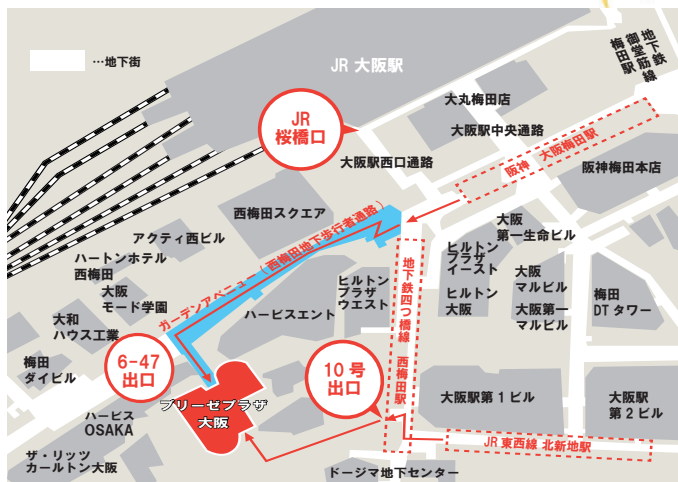 …地下街
JR 大阪駅
地下鉄
御堂筋線
梅田駅
大丸梅田店
JR
桜橋口
大阪駅中央通路
大阪駅西口通路
阪神 大阪梅田駅
阪神梅田本店
西梅田スクエア
ガーデンアベニュー（西梅田地下歩行者通路）
アクティ西ビル
ハートンホテル
西梅田
大阪
モード学園
大和
ハウス工業
梅田
ダイビル
6-47
出口
ハービスエント
ヒルトン
プラザ
ウエスト
地下鉄四つ橋線 西梅田駅
大阪
第一生命ビル
ヒルトン
プラザ
イースト
ヒルトン
大阪
大阪
マルビル
大阪第一
マルビル
梅田
DTタワー
10号
出口
ブリーゼプラザ
大阪
ハービス
OSAKA
ザ・リッツ
カールトン大阪
大阪駅第1ビル
大阪駅
第2ビル
JR東西線 北新地駅
ドージマ地下センター